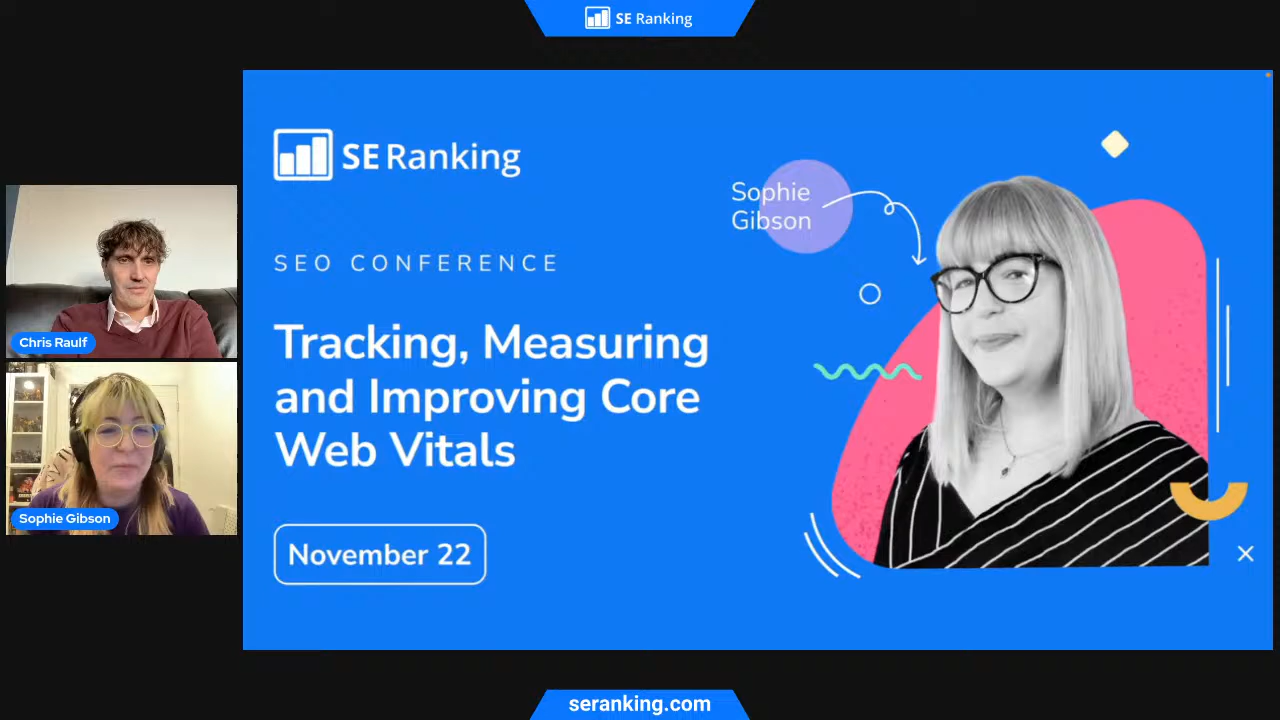 SE Ranking
SE Ranking
SEO CONFERENCE
Tracking, Measuring
and Improving Core
Web Vitals
November 22
Sophie
Gibson
Chris Raulf
Sophie Gibson
seranking.com